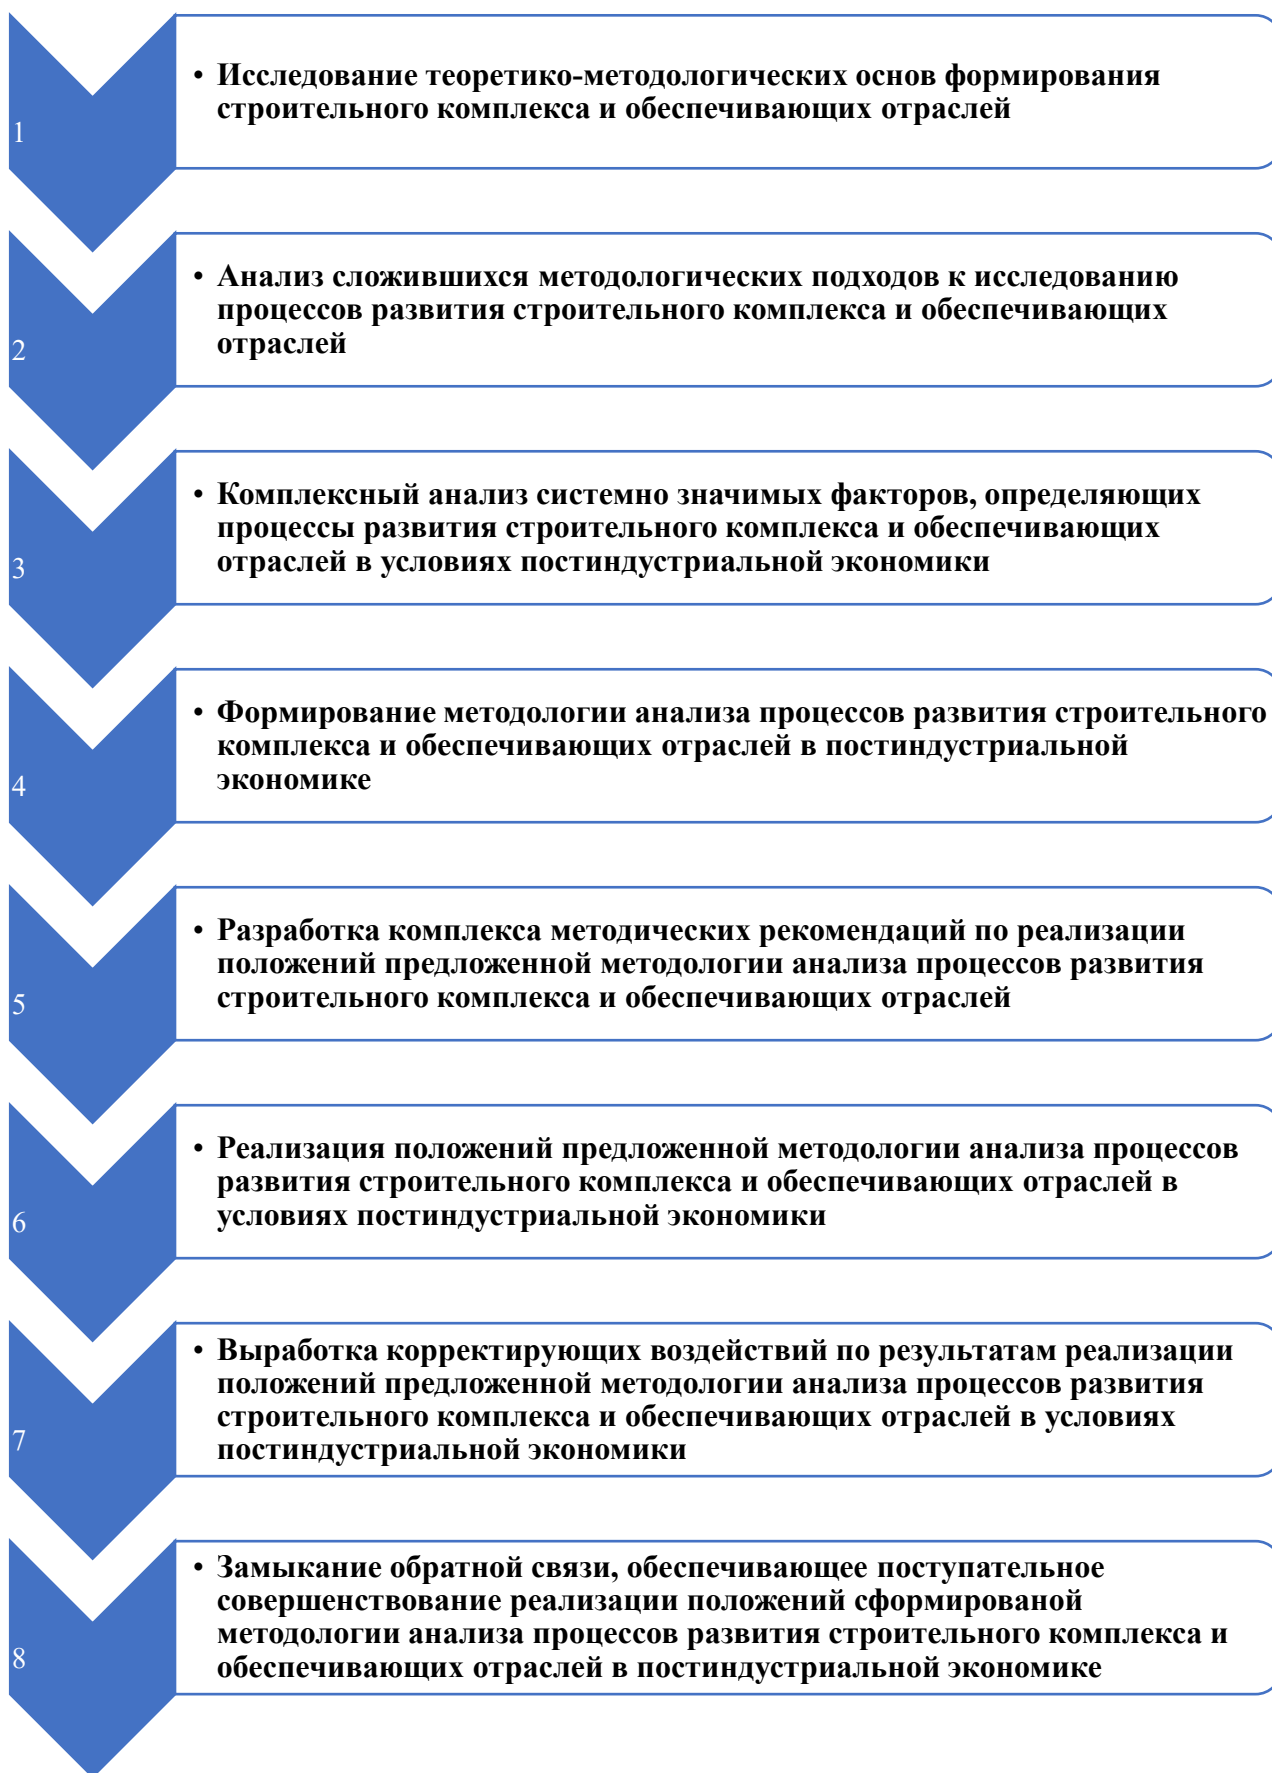 1
• Исследование теоретико-методологических основ формирования
строительного комплекса и обеспечивающих отраслей
2
• Анализ сложившихся методологических подходов к исследованию
процессов развития строительного комплекса и обеспечивающих
отраслей
3
• Комплексный анализ системно значимых факторов, определяющих
процессы развития строительного комплекса и обеспечивающих
отраслей в условиях постиндустриальной экономики
4
• Формирование методологии анализа процессов развития строительного
комплекса и обеспечивающих отраслей в постиндустриальной
экономике
5
• Разработка комплекса методических рекомендаций по реализации
положений предложенной методологии анализа процессов развития
строительного комплекса и обеспечивающих отраслей
6
• Реализация положений предложенной методологии анализа процессов
развития строительного комплекса и обеспечивающих отраслей в
условиях постиндустриальной экономики
7
• Выработка корректирующих воздействий по результатам реализации
положений предложенной методологии анализа процессов развития
строительного комплекса и обеспечивающих отраслей в условиях
постиндустриальной экономики
8
• Замыкание обратной связи, обеспечивающее поступательное
совершенствование реализации положений сформированой
методологии анализа процессов развития строительного комплекса и
обеспечивающих отраслей в постиндустриальной экономике